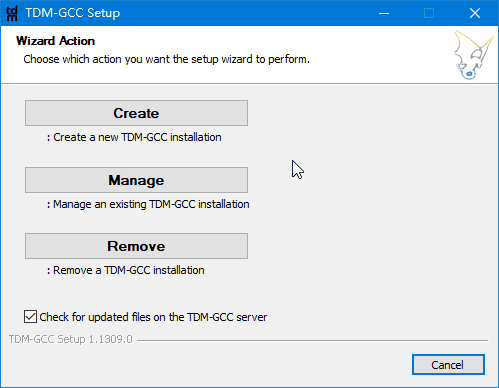 tdm TDM-GCC Setup
Wizard Action
Choose which action you want the setup wizard to perform.
Create
: Create a new TDM-GCC installation
Manage
: Manage an existing TDM-GCC installation
Remove
: Remove a TDM-GCC installation
Check for updated files on the TDM-GCC server
TDM-GCC Setup 1.1309.0
Cancel